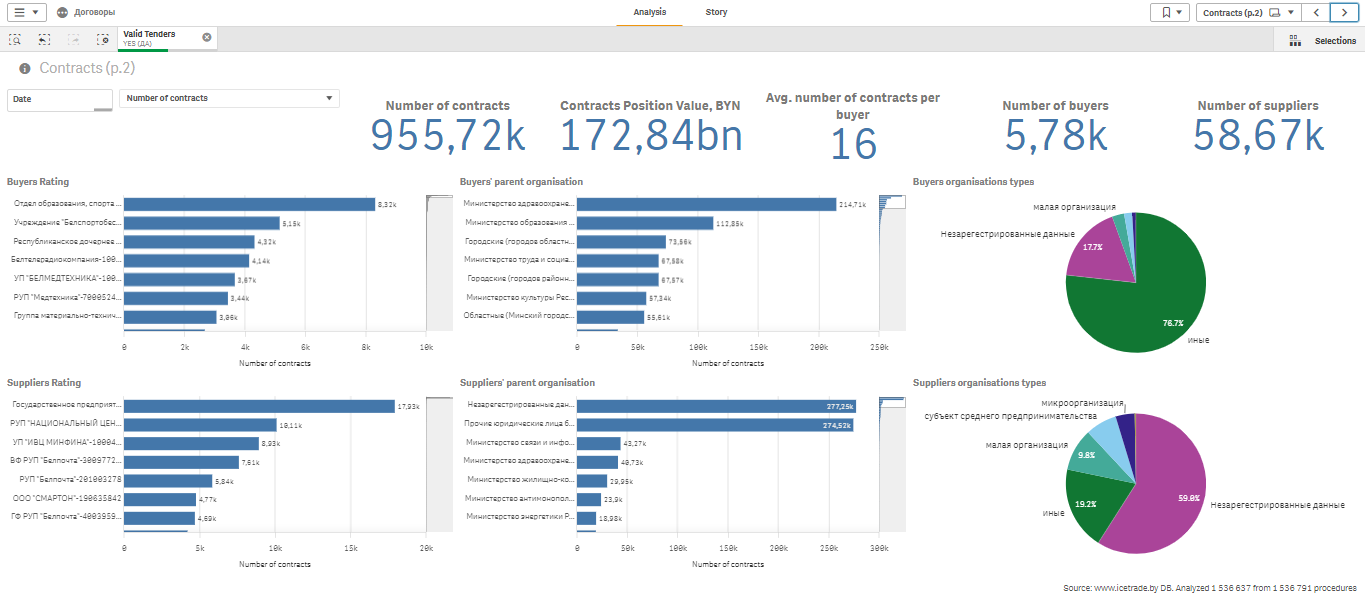 Договоры
Analysis
Story
Contracts (p.2)
Valid Tenders
YES (ДА)
Selections
Contracts (p.2)
Date
Number of contracts
Number of contracts
955,72k
Contracts Position Value, BYN
172,84bn
Avg. number of contracts per
buyer
16
Number of buyers
5,78k
Number of suppliers
58,67k
Buyers Rating
Отдел образования, спорта ...
8,32k
Учреждение "Белспортобес...
5,15k
Республиканское дочернее ...
4,32k
Белтелерадиокомпания-100...
4,14k
УП "БЕЛМЕДТЕХНИКА"-100...
3,67k
РУП "Медтехника"-7000524...
3,44k
Группа материально-технич...
3,06k
0 2k 4k 6k 8k 10k
Number of contracts
Buyers' parent organisation
Министерство здравоохране...
214,71k
Министерство образования ...
112,85k
Городские (городов областн...
73,56k
Министерство труда и социа...
67,58k
Городские (городов районн...
67,57k
Министерство культуры Рес...
57,34k
Областные (Минский городс...
55,61k
0 50k 100k 150k 200k 250k
Number of contracts
Buyers organisations types
малая организация
Незарегестрированные данные
17.7%
76.7%
иные
Suppliers Rating
Государственное предприят...
17,93k
РУП "НАЦИОНАЛЬНЫЙ ЦЕН...
10,11k
УП "ИВЦ МИНФИНА"-10004...
8,93k
ВФ РУП "Белпочта"-3009772...
7,61k
РУП "Белпочта"-201003278
5,84k
ООО "СМАРТОН"-190635842
4,77k
ГФ РУП "Белпочта"-4003959...
4,69k
0 5k 10k 15k 20k
Number of contracts
Suppliers' parent organisation
Незарегестрированные дан...
277,25k
Прочие юридические лица б...
274,52k
Министерство связи и инфо...
43,27k
Министерство здравоохране...
40,73k
Министерство жилищно-ко...
29,95k
Министерство антимонопол...
23,9k
Министерство энергетики Р...
18,98k
0 50k 100k 150k 200k 250k 300k
Number of contracts
Suppliers organisations types
микроорганизация
субъект среднего предпринимательства
малая организация
9.8%
19.2%
иные
59.8%
Незарегестрированные данные
Source: www.icetrade.by DB. Analyzed 1 536 637 from 1 536 791 procedures